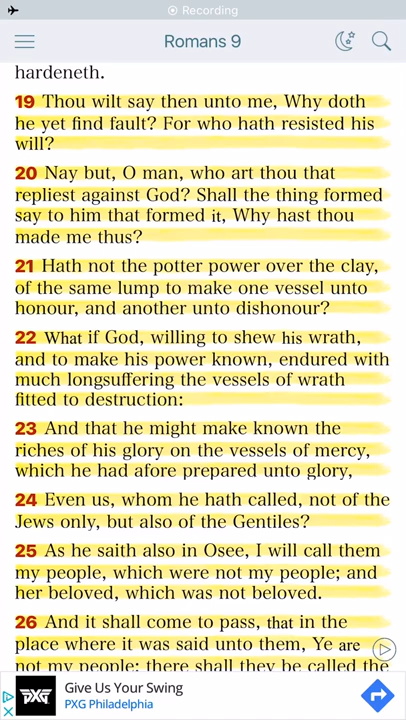 Recording
Romans 9
hardeneth.
19 Thou wilt say then unto me, Why doth
he yet find fault? For who hath resisted his
will?
20 Nay but, O man, who art thou that
repliest against God? Shall the thing formed
say to him that formed it, Why hast thou
made me thus?
21 Hath not the potter power over the clay,
of the same lump to make one vessel unto
honour, and another unto dishonour?
22 What if God, willing to shew his wrath,
and to make his power known, endured with
much longsuffering the vessels of wrath
fitted to destruction:
23 And that he might make known the
riches of his glory on the vessels of mercy,
which he had afore prepared unto glory,
24 Even us, whom he hath called, not of the
Jews only, but also of the Gentiles?
25 As he saith also in Osee, I will call them
my people, which were not my people; and
her beloved, which was not beloved.
26 And it shall come to pass, that in the
place where it was said unto them, Ye are
not my people; there shall they be called the
PXG
Give Us Your Swing
PXG Philadelphia